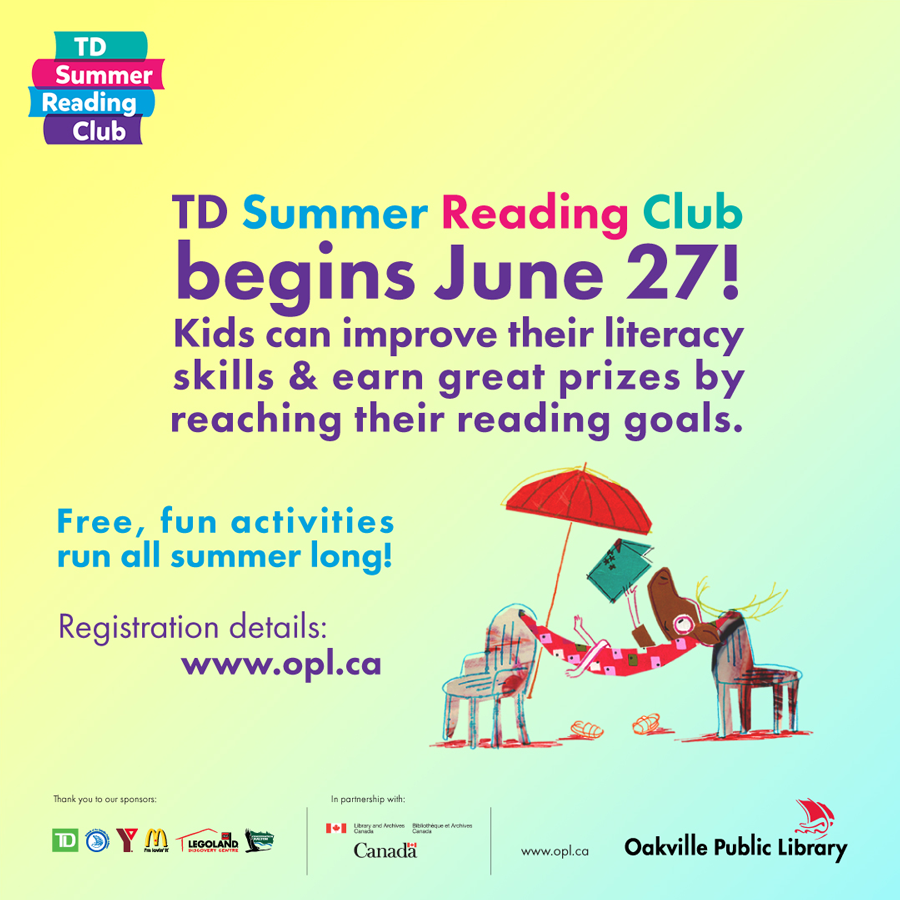 TD
Summer
Reading
Club
TD Summer Reading Club
begins June 27!
Kids can improve their literacy
skills & earn great prizes by
reaching their reading goals.
Free, fun activities
run all summer long!
Registration details:
www.opl.ca
Thank you to our sponsors:
In partnership with:
TD
Y
M
i'm lovin' it
LEGOLAND
DISCOVERY CENTRE
Library and Archives Bibliothèque et Archives
Canada Canada
Canada
www.opl.ca
Oakville Public Library